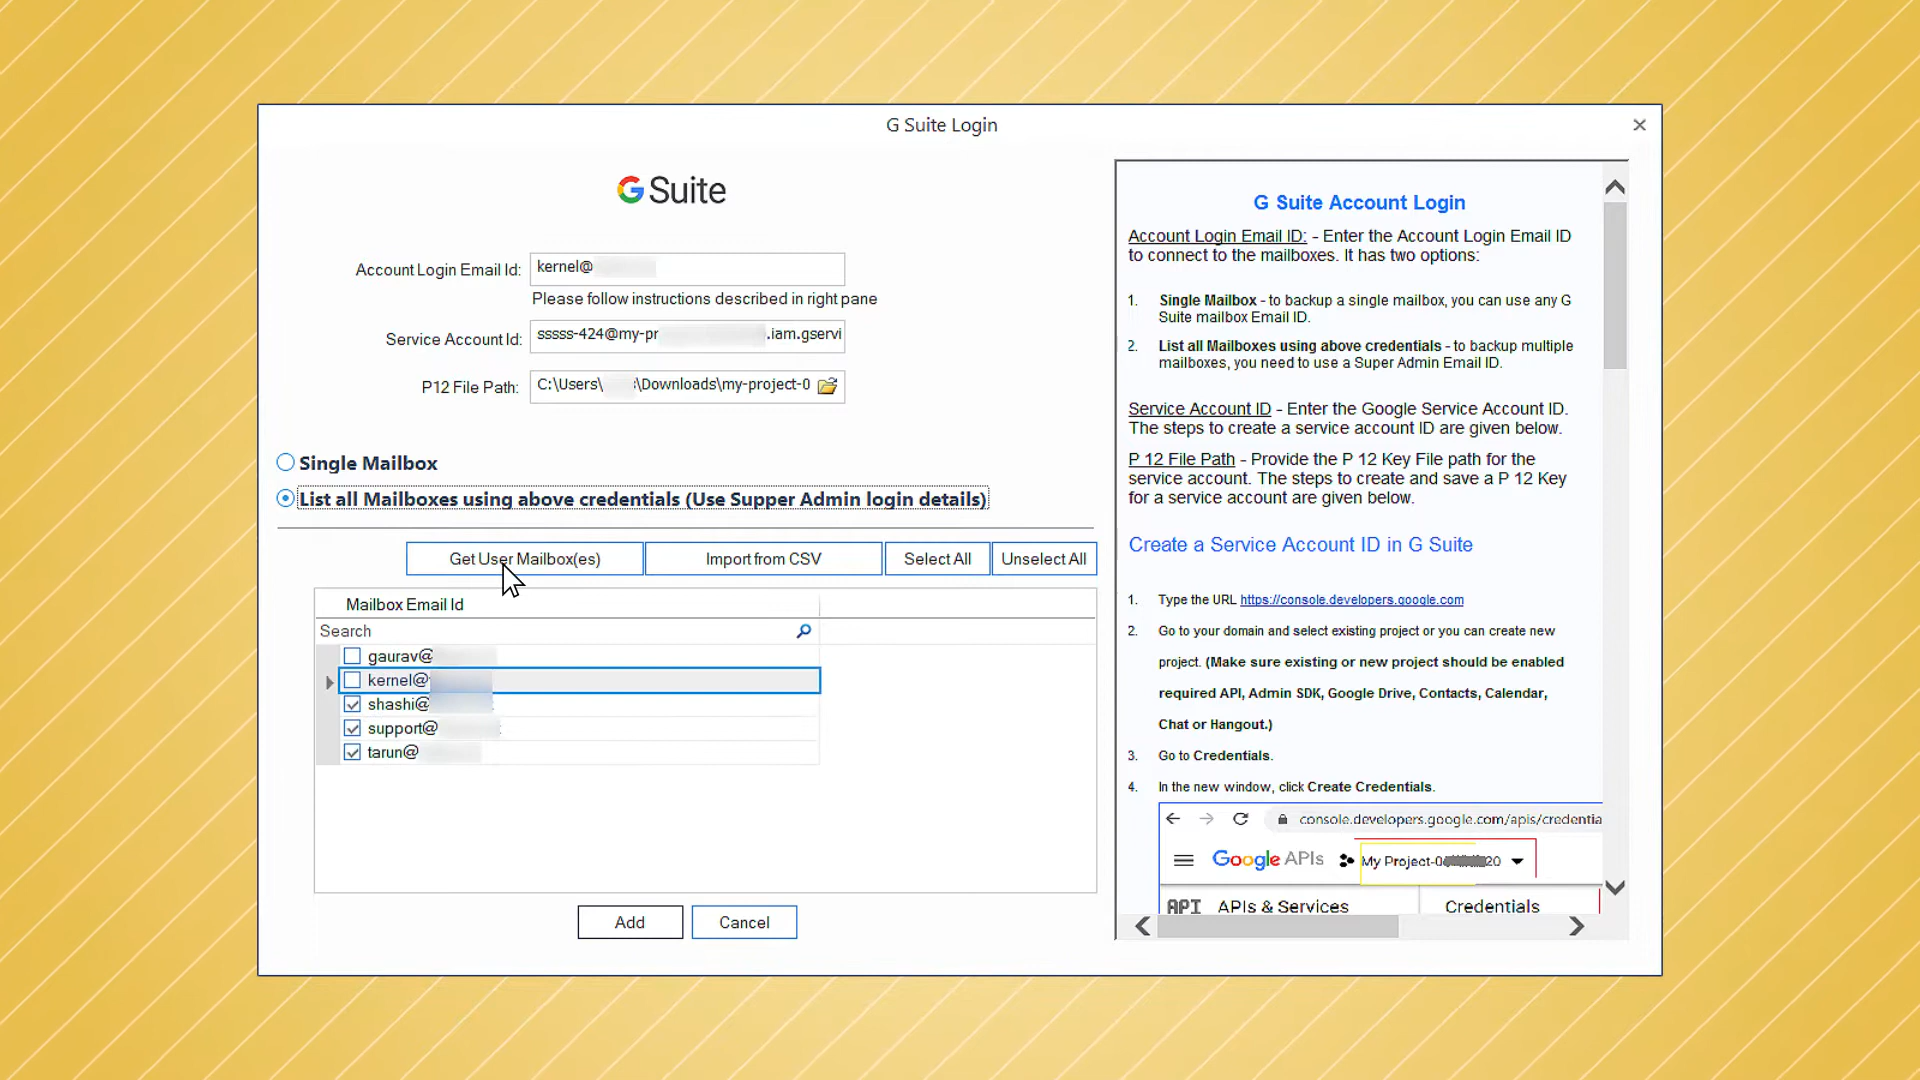 G Suite Login
G Suite
Account Login Email Id:
kernel@
Please follow instructions described in right pane
Service Account Id:
sssss-424@my-pr .iam.gservi
P12 File Path:
C:\Users\ \Downloads\my-project-0
Single Mailbox
List all Mailboxes using above credentials (Use Supper Admin login details)
Get User Mailbox(es)
Import from CSV
Select All
Unselect All
Mailbox Email Id
Search
gaurav@
kernel@
shashi@
support@
tarun@
Add
Cancel
G Suite Account Login
Account Login Email ID: - Enter the Account Login Email ID
to connect to the mailboxes. It has two options:
1. Single Mailbox - to backup a single mailbox, you can use any G
Suite mailbox Email ID.
2. List all Mailboxes using above credentials - to backup multiple
mailboxes, you need to use a Super Admin Email ID.
Service Account ID - Enter the Google Service Account ID.
The steps to create a service account ID are given below.
P 12 File Path - Provide the P 12 Key File path for the
service account. The steps to create and save a P 12 Key
for a service account are given below.
Create a Service Account ID in G Suite
1. Type the URL https://console.developers.google.com
2. Go to your domain and select existing project or you can create new
project. (Make sure existing or new project should be enabled
required API, Admin SDK, Google Drive, Contacts, Calendar,
Chat or Hangout.)
3. Go to Credentials.
4. In the new window, click Create Credentials.
console.developers.google.com/apis/credentia
Google APIs
My Project-0 20
API APIs & Services
Credentials